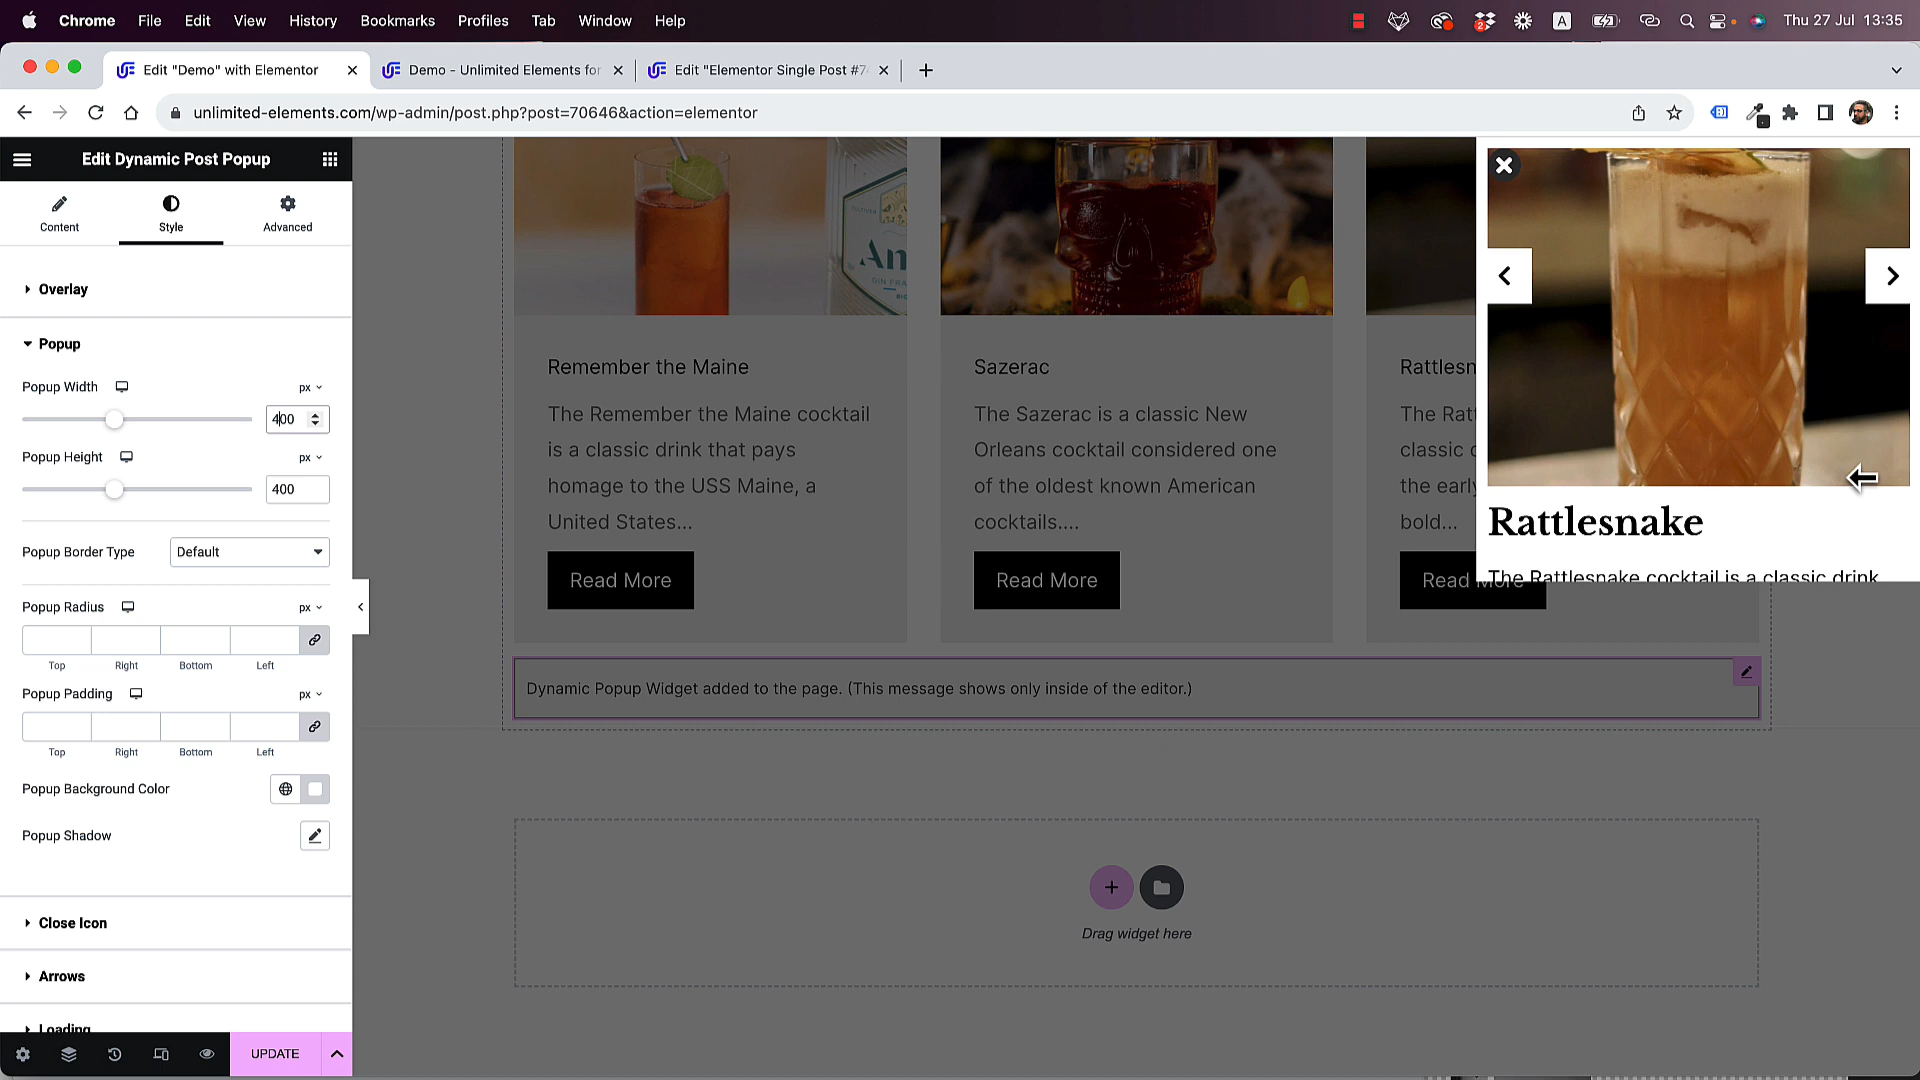 Chrome File Edit View History Bookmarks Profiles Tab Window Help
2 A Thu 27 Jul 13:35
Edit "Demo" with Elementor
Demo - Unlimited Elements for
Edit "Elementor Single Post #7
unlimited-elements.com/wp-admin/post.php?post=70646&action=elementor
Edit Dynamic Post Popup
Content Style Advanced
Overlay
Popup
Popup Width px
400
Popup Height px
400
Popup Border Type Default
Popup Radius px
Top Right Bottom Left
Popup Padding px
Top Right Bottom Left
Popup Background Color
Popup Shadow
Close Icon
Arrows
Loading
UPDATE
An
Remember the Maine
The Remember the Maine cocktail
is a classic drink that pays
homage to the USS Maine, a
United States...
Read More
Sazerac
The Sazerac is a classic New
Orleans cocktail considered one
of the oldest known American
cocktails....
Read More
Rattlesn
The Ratt
classic c
the early
bold...
Read M
Rattlesnake
The Rattlesnake cocktail is a classic drink
Dynamic Popup Widget added to the page. (This message shows only inside of the editor.)
Drag widget here